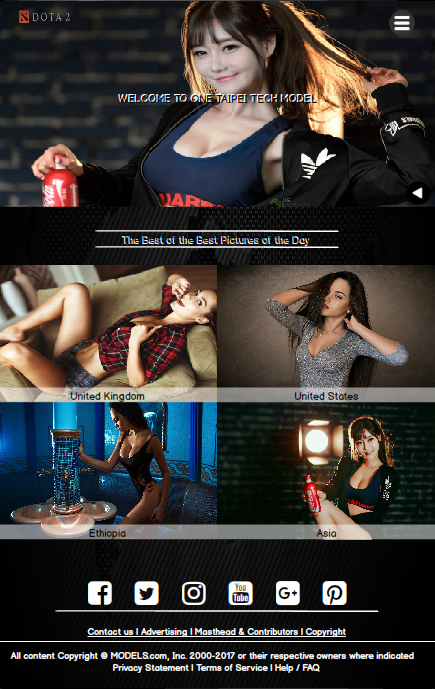 DOTA 2
WELCOME TO ONE TAIPEI TECH MODEL
The Best of the Best Pictures of the Day
United Kingdom
United States
Ethiopia
Asia
You
Tube
G+
Contact us | Advertising | Masthead & Contributors | Copyright
All content Copyright © MODELS.com, Inc. 2000-2017 or their respective owners where indicated
Privacy Statement | Terms of Service | Help / FAQ